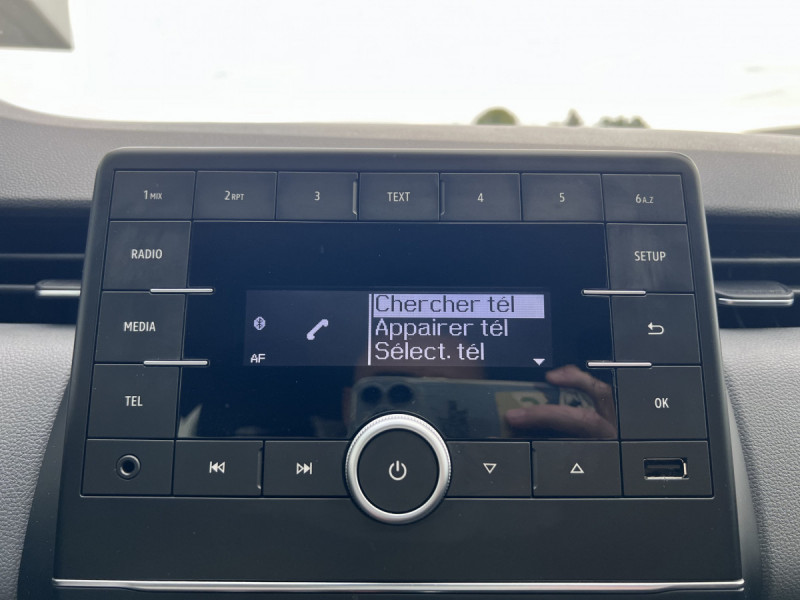 1 MIX 2 RPT 3 TEXT 4 5 6 A.Z
RADIO SETUP
Chercher tél
MEDIA Appairer tél
AF Sélect. tél
TEL OK